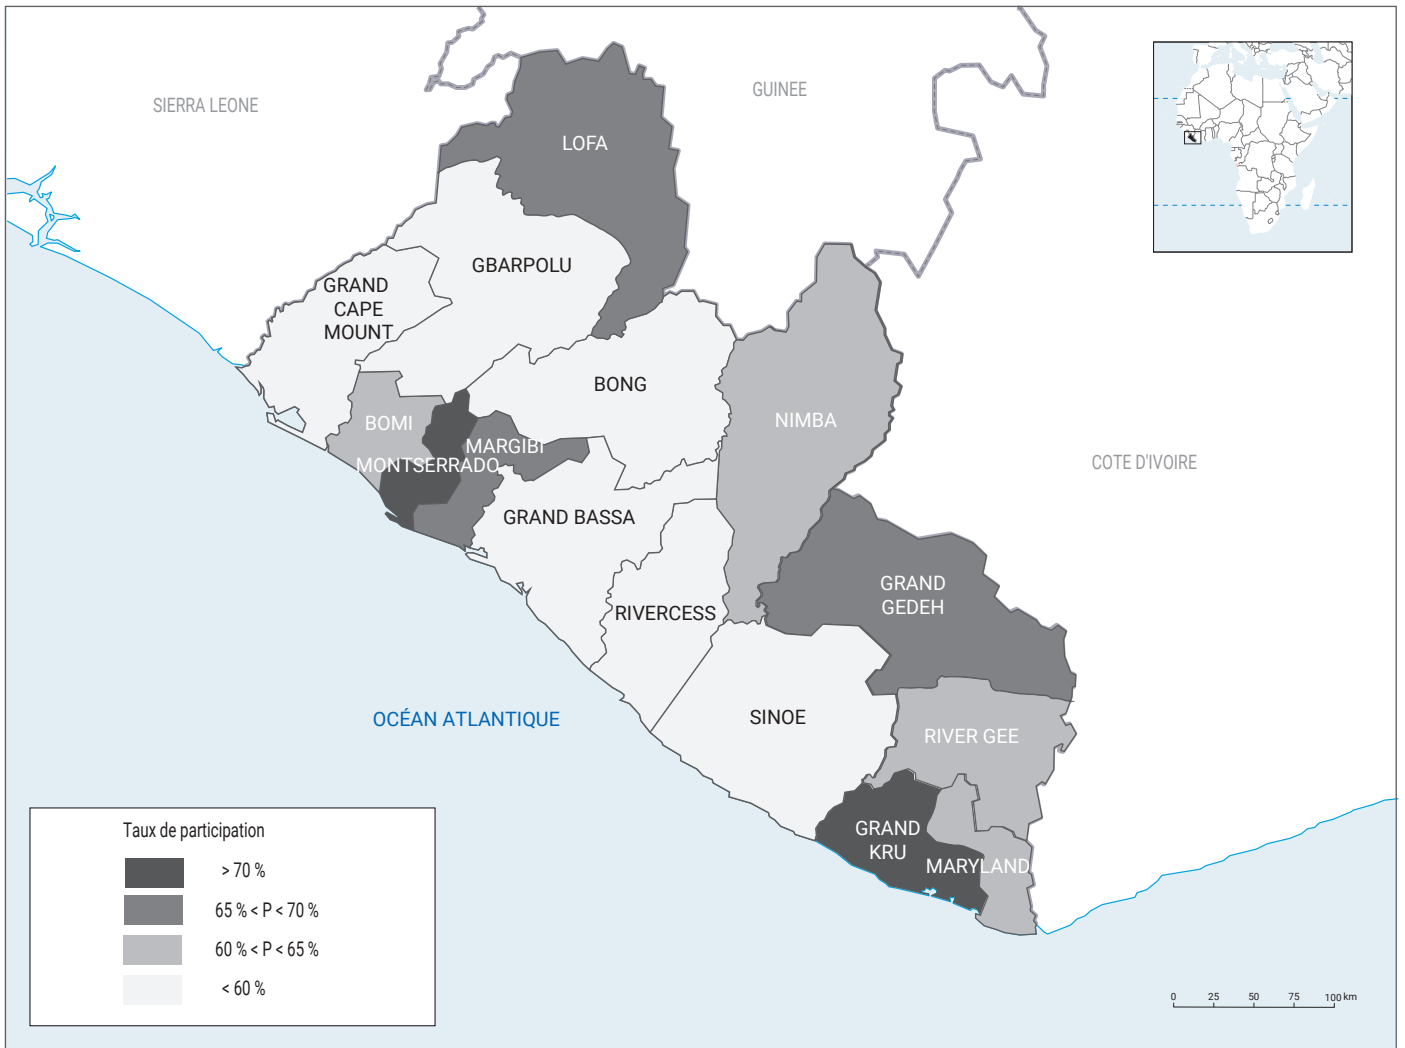 SIERRA LEONE
GUINEE
LOFA
GBARPOLU
GRAND
CAPE
MOUNT
BONG
NIMBA
BOMI
MARGIBI
MONTSERRADO
COTE D'IVOIRE
GRAND BASSA
GRAND
GEDEH
RIVERCESS
OCÉAN ATLANTIQUE
SINOE
RIVER GEE
GRAND
KRU
MARYLAND
Taux de participation
> 70 %
65 % < P < 70 %
60 % < P < 65 %
< 60 %
0 25 50 75 100 km